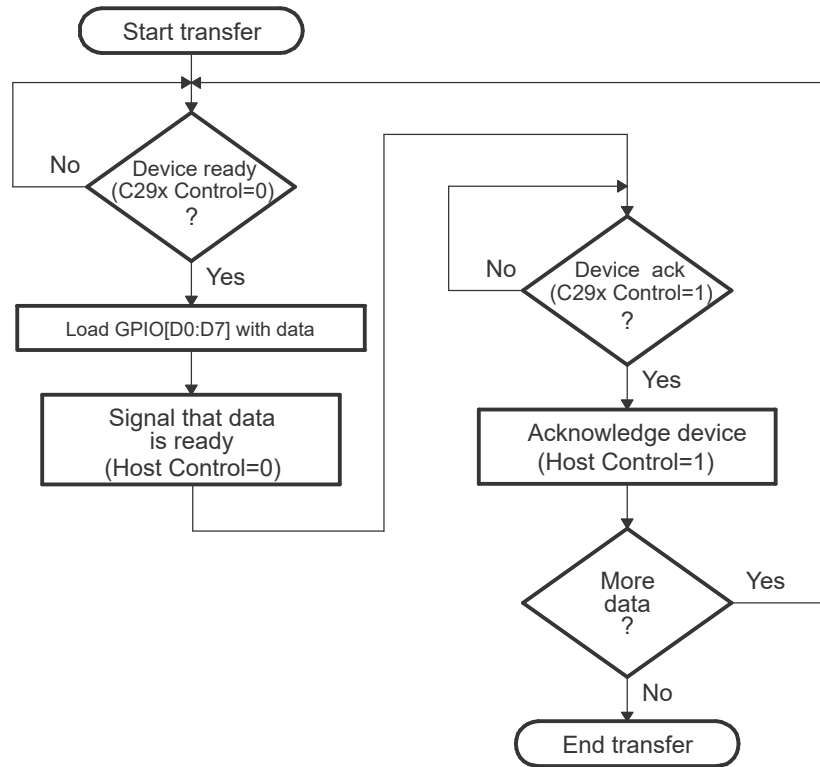 Start transfer
No
Device ready
(C29x Control=0)
?
Yes
Load GPIO[D0:D7] with data
Signal that data
is ready
(Host Control=0)
No
Device ack
(C29x Control=1)
?
Yes
Acknowledge device
(Host Control=1)
More
data
?
Yes
No
End transfer